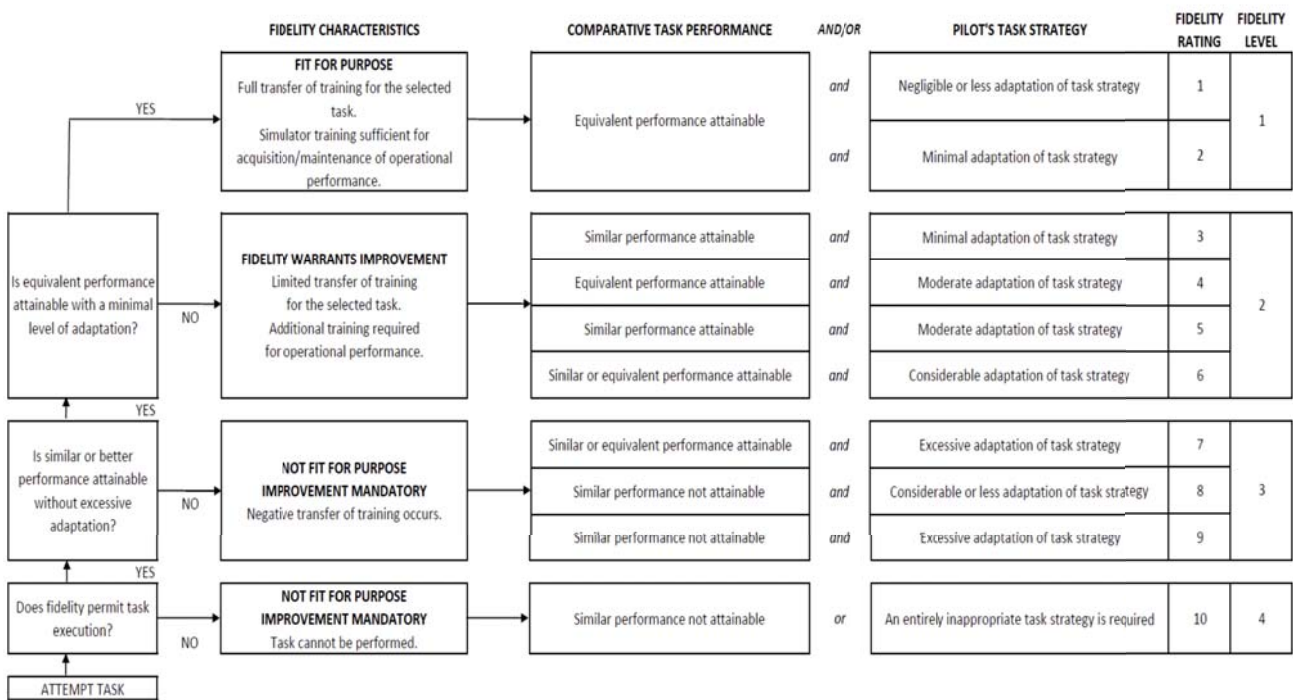 FIDELITY CHARACTERISTICS
COMPARATIVE TASK PERFORMANCE
AND/OR
PILOT'S TASK STRATEGY
FIDELITY
RATING
FIDELITY
LEVEL
YES
FIT FOR PURPOSE
Full transfer of training for the selected
task.
Simulator training sufficient for
acquisition/maintenance of operational
performance.
Equivalent performance attainable
and
Negligible or less adaptation of task strategy
1
and
Minimal adaptation of task strategy
2
1
Is equivalent performance
attainable with a minimal
level of adaptation?
NO
FIDELITY WARRANTS IMPROVEMENT
Limited transfer of training
for the selected task.
Additional training required
for operational performance.
Similar performance attainable
and
Minimal adaptation of task strategy
3
Equivalent performance attainable
and
Moderate adaptation of task strategy
4
Similar performance attainable
and
Moderate adaptation of task strategy
5
Sinilar or equivalent performance attainable
and
Considerable adaptation of task strategy
6
2
YES
Is similar or better
performance attainable
without excessive
adaptation?
NO
NOT FIT FOR PURPOSE
IMPROVEMENT MANDATORY
Negative transfer of training occurs.
Sinilar or equivalent performance attainable
and
Excessive adaptation of task strategy
7
Similar performance not attainable
and
Considerable or less adaptation of task strategy
8
Similar performance not attainable
and
Excessive adaptation of task strategy
9
3
YES
Does fidelity permit task
execution?
NO
NOT FIT FOR PURPOSE
IMPROVEMENT MANDATORY
Task cannot be performed.
Similar performance not attainable
or
An entirely inappropriate task strategy is required
10
4
ATTEMPT TASK